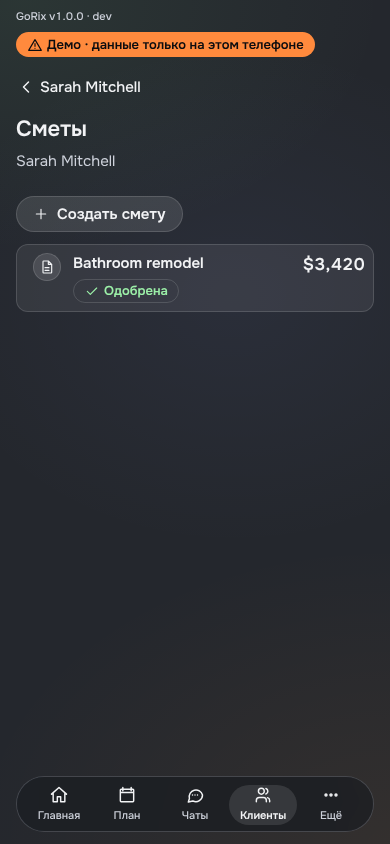 GoRix v1.0.0 · dev
Демо · данные только на этом телефоне
Sarah Mitchell
Сметы
Sarah Mitchell
Создать смету
Bathroom remodel $3,420
Одобрена
Главная План Чаты Клиенты Ещё